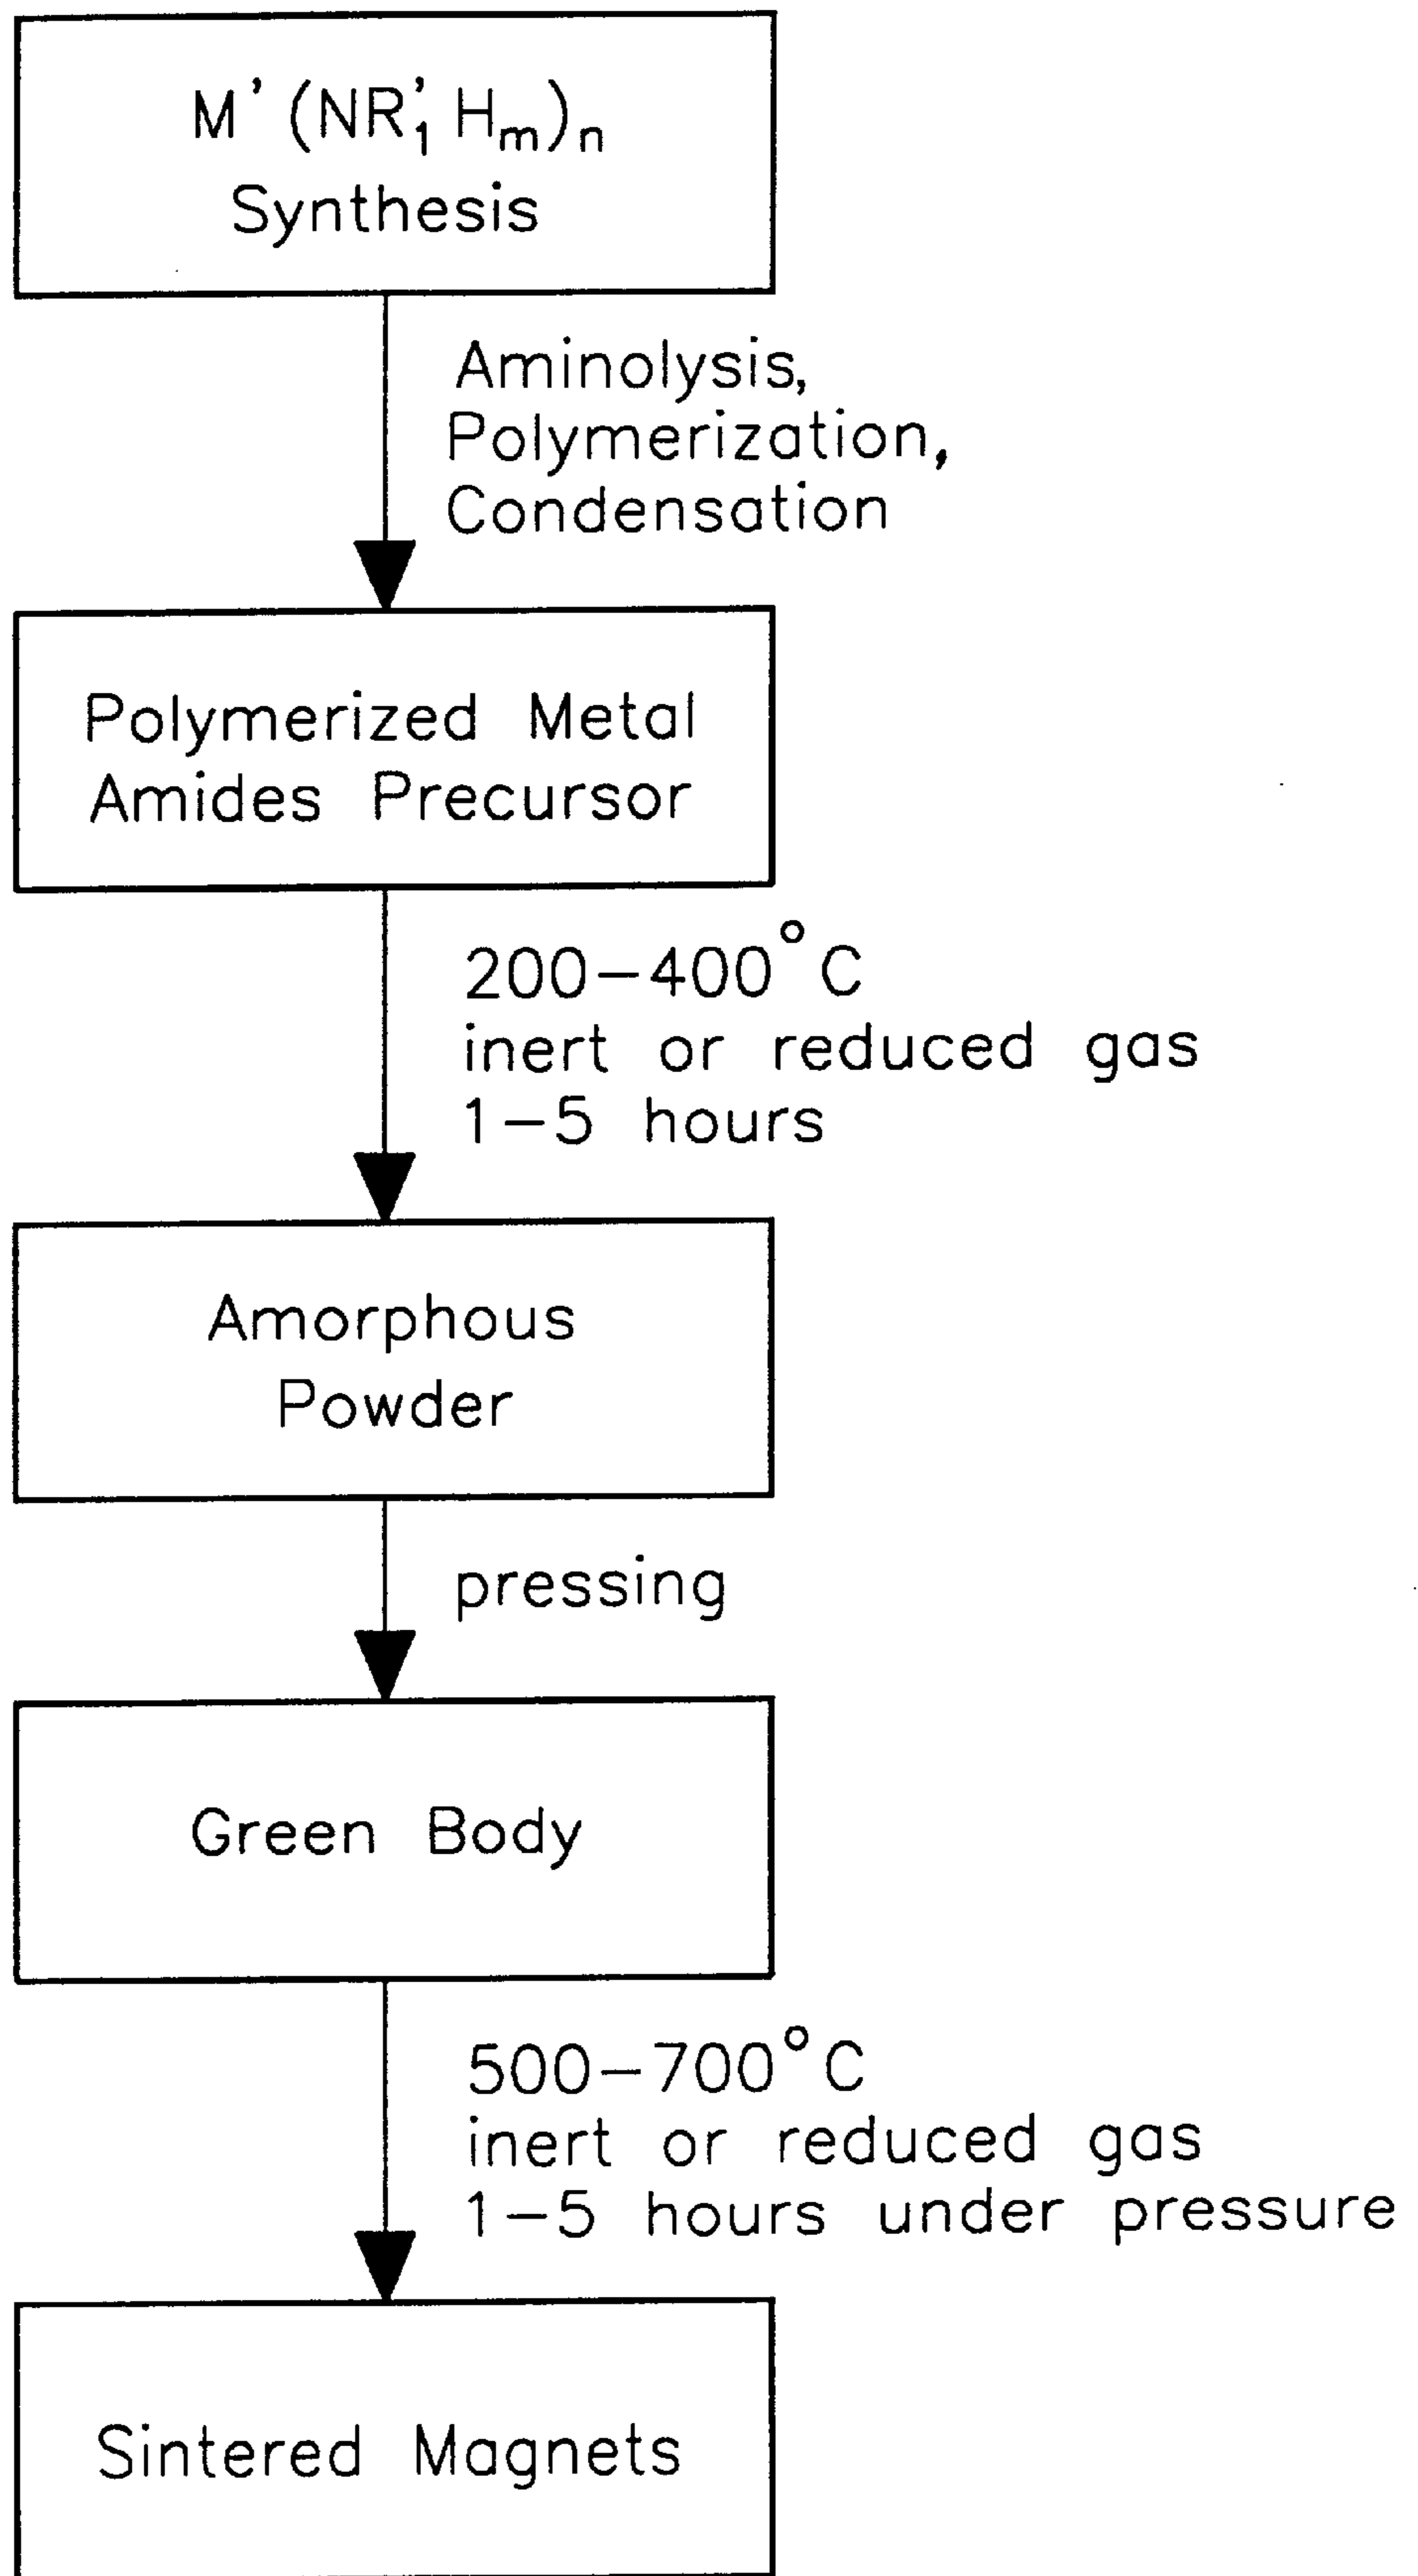 M'(NR'₁ Hₘ)ₙ
Synthesis
Aminolysis,
Polymerization,
Condensation
Polymerized Metal
Amides Precursor
200-400°C
inert or reduced gas
1-5 hours
Amorphous
Powder
pressing
Green Body
500-700°C
inert or reduced gas
1-5 hours under pressure
Sintered Magnets